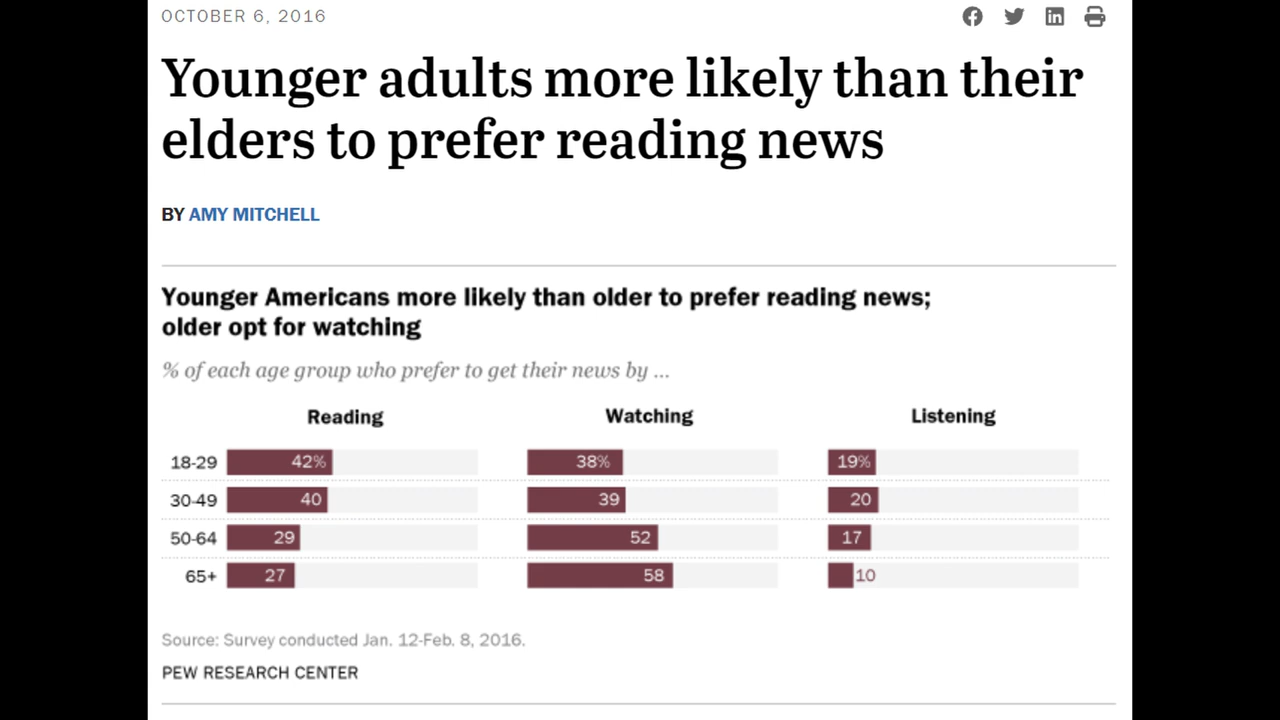 OCTOBER 6, 2016
Younger adults more likely than their
elders to prefer reading news
BY AMY MITCHELL
Younger Americans more likely than older to prefer reading news;
older opt for watching
% of each age group who prefer to get their news by ...
Reading Watching Listening
18-29 42% 38% 19%
30-49 40 39 20
50-64 29 52 17
65+ 27 58 10
Source: Survey conducted Jan. 12-Feb. 8, 2016.
PEW RESEARCH CENTER